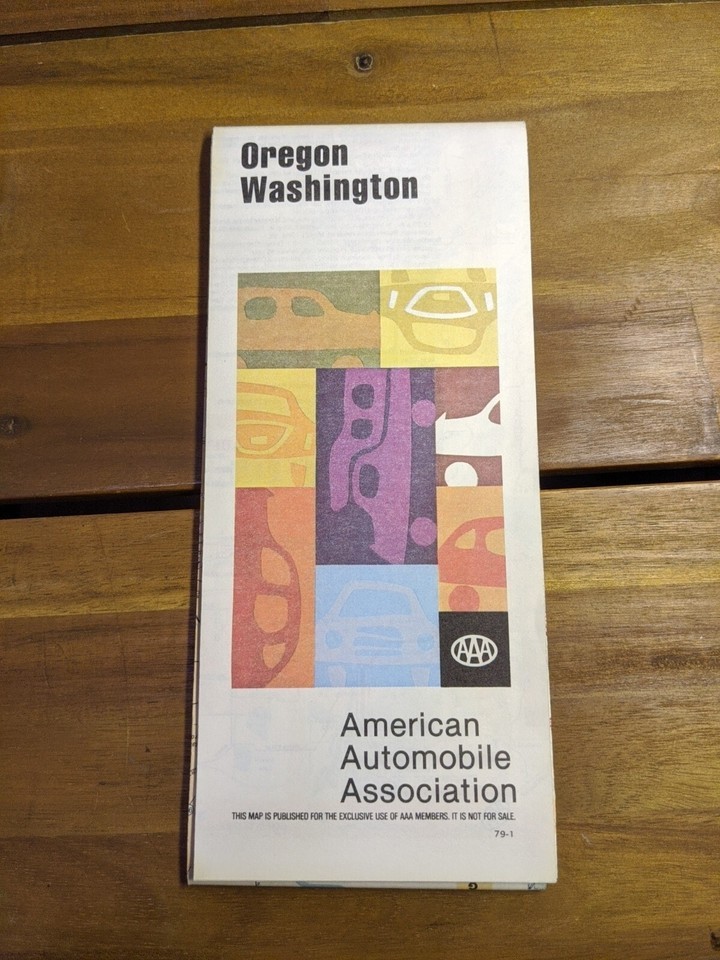 Oregon
Washington
AAA
American
Automobile
Association
THIS MAP IS PUBLISHED FOR THE EXCLUSIVE USE OF AAA MEMBERS. IT IS NOT FOR SALE.
79-1
G